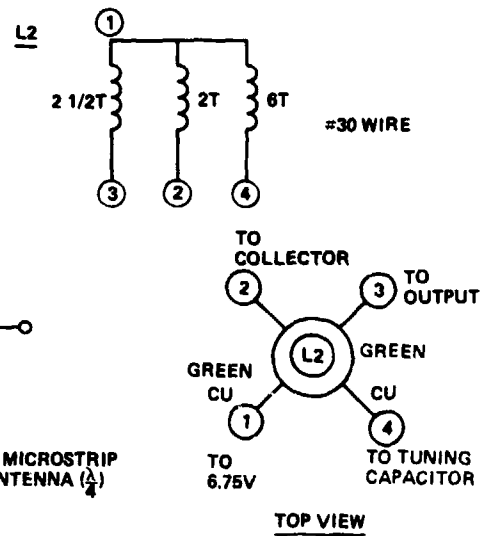 L2
1
2 1/2T 2T 6T
#30 WIRE
3 2 4
TO
COLLECTOR
2 3 TO
OUTPUT
L2 GREEN
GREEN
CU CU
1 4
TO
6.75V
TO TUNING
CAPACITOR
MICROSTRIP
NTENNA (λ/4)
TOP VIEW